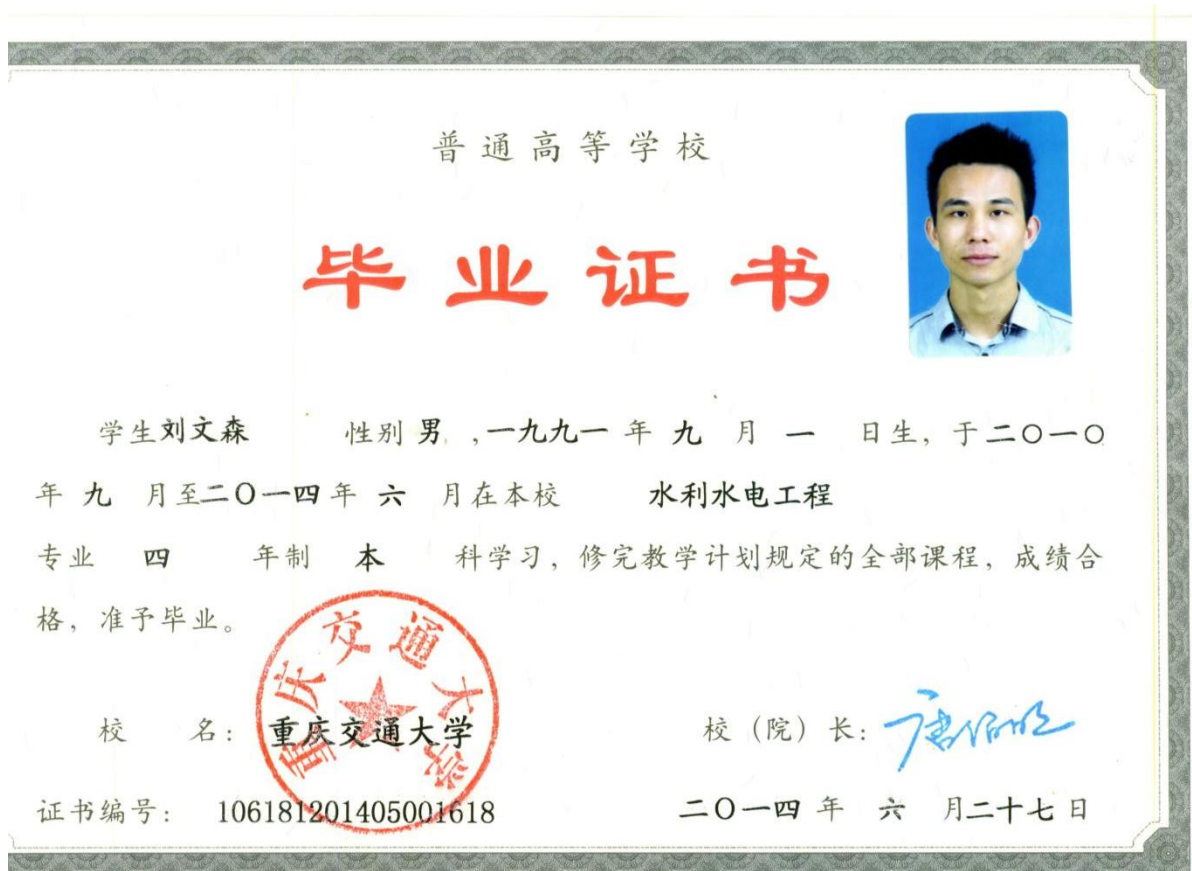 普通高等学校
毕业证书
学生刘文森 性别 男 ,一九九一 年 九 月 一 日生, 于二〇一〇
年 九 月至二〇一四年 六 月在本校 水利水电工程
专业 四 年制 本 科学习, 修完教学计划规定的全部课程, 成绩合
格, 准予毕业。
重庆交通大学
校 名: 重庆交通大学 校 (院) 长: 唐伯明
证书编号: 106181201405001618 二〇一四 年 六 月二十七日